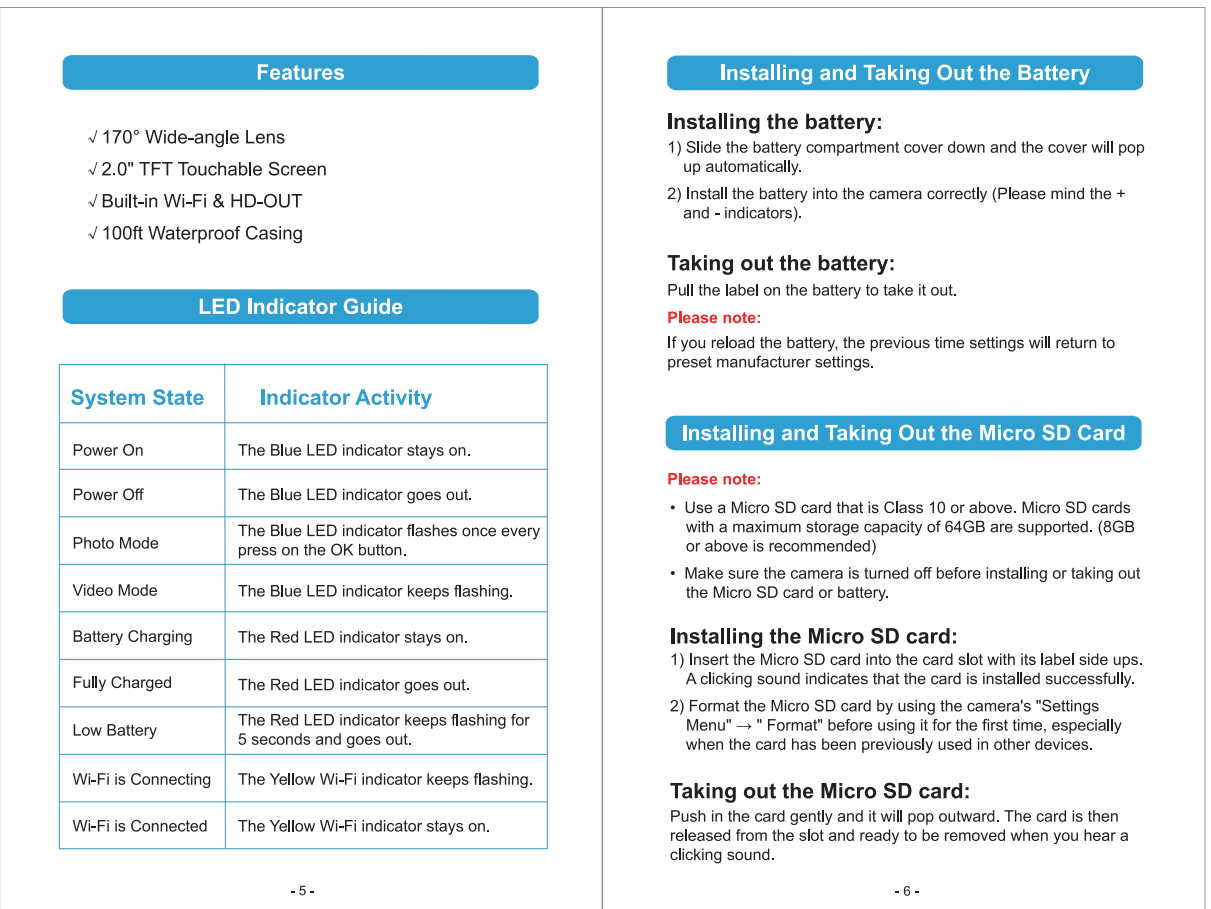 Features
√ 170° Wide-angle Lens
√ 2.0" TFT Touchable Screen
√ Built-in Wi-Fi & HD-OUT
√ 100ft Waterproof Casing
LED Indicator Guide
System State Indicator Activity
Power On The Blue LED indicator stays on.
Power Off The Blue LED indicator goes out.
Photo Mode The Blue LED indicator flashes once every
press on the OK button.
Video Mode The Blue LED indicator keeps flashing.
Battery Charging The Red LED indicator stays on.
Fully Charged The Red LED indicator goes out.
Low Battery The Red LED indicator keeps flashing for
5 seconds and goes out.
Wi-Fi is Connecting The Yellow Wi-Fi indicator keeps flashing.
Wi-Fi is Connected The Yellow Wi-Fi indicator stays on.
- 5 -
Installing and Taking Out the Battery
Installing the battery:
1) Slide the battery compartment cover down and the cover will pop
up automatically.
2) Install the battery into the camera correctly (Please mind the +
and - indicators).
Taking out the battery:
Pull the label on the battery to take it out.
Please note:
If you reload the battery, the previous time settings will return to
preset manufacturer settings.
Installing and Taking Out the Micro SD Card
Please note:
• Use a Micro SD card that is Class 10 or above. Micro SD cards
with a maximum storage capacity of 64GB are supported. (8GB
or above is recommended)
• Make sure the camera is turned off before installing or taking out
the Micro SD card or battery.
Installing the Micro SD card:
1) Insert the Micro SD card into the card slot with its label side ups.
A clicking sound indicates that the card is installed successfully.
2) Format the Micro SD card by using the camera's "Settings
Menu" → " Format" before using it for the first time, especially
when the card has been previously used in other devices.
Taking out the Micro SD card:
Push in the card gently and it will pop outward. The card is then
released from the slot and ready to be removed when you hear a
clicking sound.
- 6 -